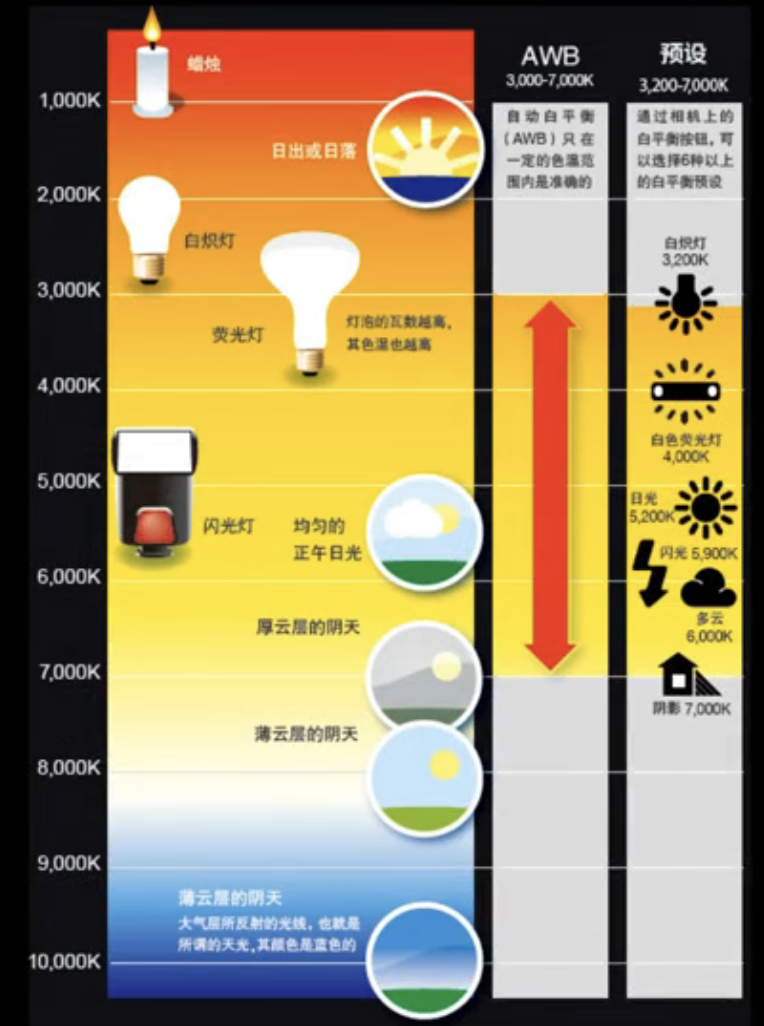 蜡烛
AWB
3,000-7,000K
预设
3,200-7,000K
1,000K
日出或日落
自动白平衡
(AWB)只在
一定的色温范
围内是准确的
通过相机上的
白平衡按钮，可
以选择6种以上
的白平衡预设
2,000K
白炽灯
白炽灯
3,200K
3,000K
荧光灯
灯泡的瓦数越高，
其色温也越高
4,000K
白色荧光灯
4,000K
5,000K
日光
5,200K
闪光灯
均匀的
正午日光
闪光 5,900K
6,000K
多云
6,000K
厚云层的阴天
7,000K
阴影 7,000K
薄云层的阴天
8,000K
9,000K
薄云层的阴天
大气层所反射的光线，也就是
所谓的天光，其颜色是蓝色的
10,000K